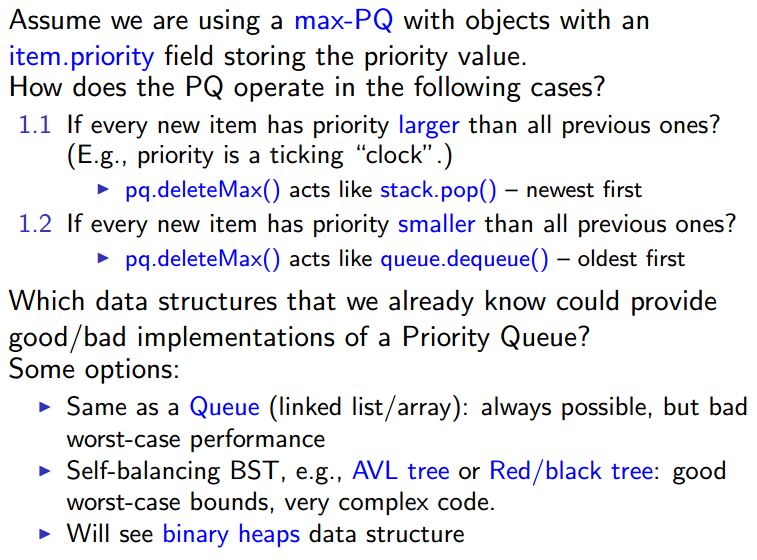 Assume we are using a max-PQ with objects with an
item.priority field storing the priority value.
How does the PQ operate in the following cases?
1.1 If every new item has priority larger than all previous ones?
(E.g., priority is a ticking “clock”.)
▶ pq.deleteMax() acts like stack.pop() – newest first
1.2 If every new item has priority smaller than all previous ones?
▶ pq.deleteMax() acts like queue.dequeue() – oldest first
Which data structures that we already know could provide
good/bad implementations of a Priority Queue?
Some options:
▶ Same as a Queue (linked list/array): always possible, but bad
worst-case performance
▶ Self-balancing BST, e.g., AVL tree or Red/black tree: good
worst-case bounds, very complex code.
▶ Will see binary heaps data structure